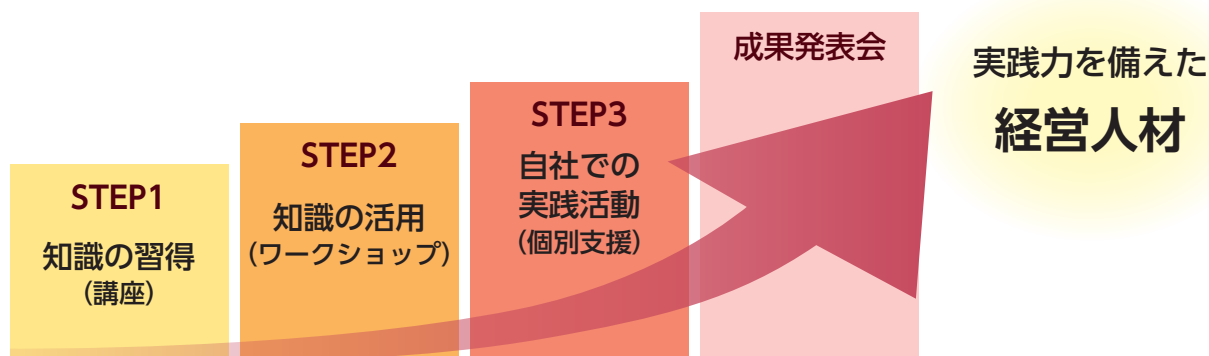 STEP1
知識の習得
(講座)
STEP2
知識の活用
(ワークショップ)
STEP3
自社での
実践活動
(個別支援)
成果発表会
実践力を備えた
経営人材